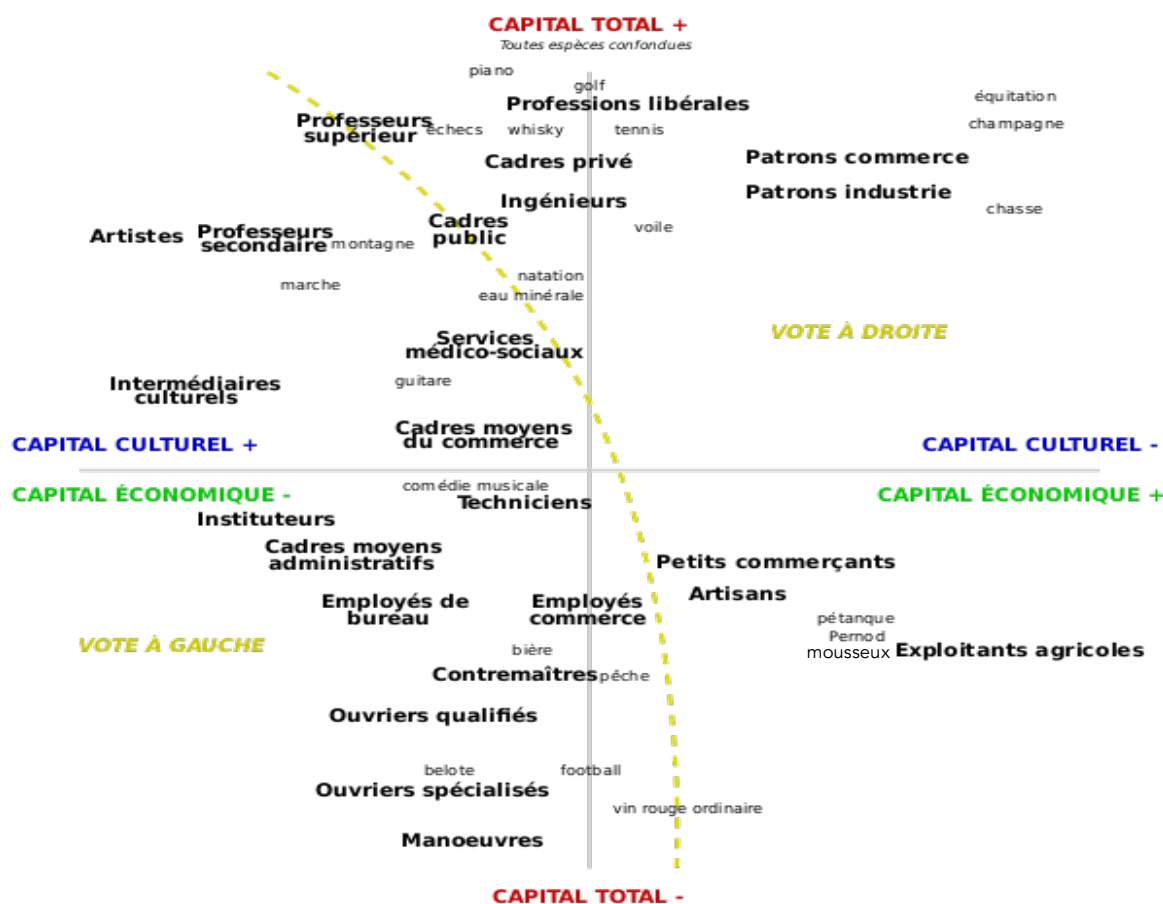 CAPITAL TOTAL +
Toutes espèces confondues
piano
golf
équitation
Professions libérales
Professeurs
supérieur
échecs
whisky
tennis
champagne
Cadres privé
Patrons commerce
Ingénieurs
Patrons industrie
chasse
Cadres
public
voile
Artistes
Professeurs
secondaire
montagne
natation
marche
eau minérale
VOTE À DROITE
Services
médico-sociaux
Intermédiaires
culturels
guitare
Cadres moyens
du commerce
CAPITAL CULTUREL +
CAPITAL CULTUREL -
CAPITAL ÉCONOMIQUE -
CAPITAL ÉCONOMIQUE +
comédie musicale
Techniciens
Instituteurs
Cadres moyens
administratifs
Petits commerçants
Artisans
Employés de
bureau
Employés
commerce
pétanque
Pernod
mousseux
Exploitants agricoles
VOTE À GAUCHE
bière
Contremaîtres
pêche
Ouvriers qualifiés
belote
football
Ouvriers spécialisés
vin rouge ordinaire
Manoeuvres
CAPITAL TOTAL -